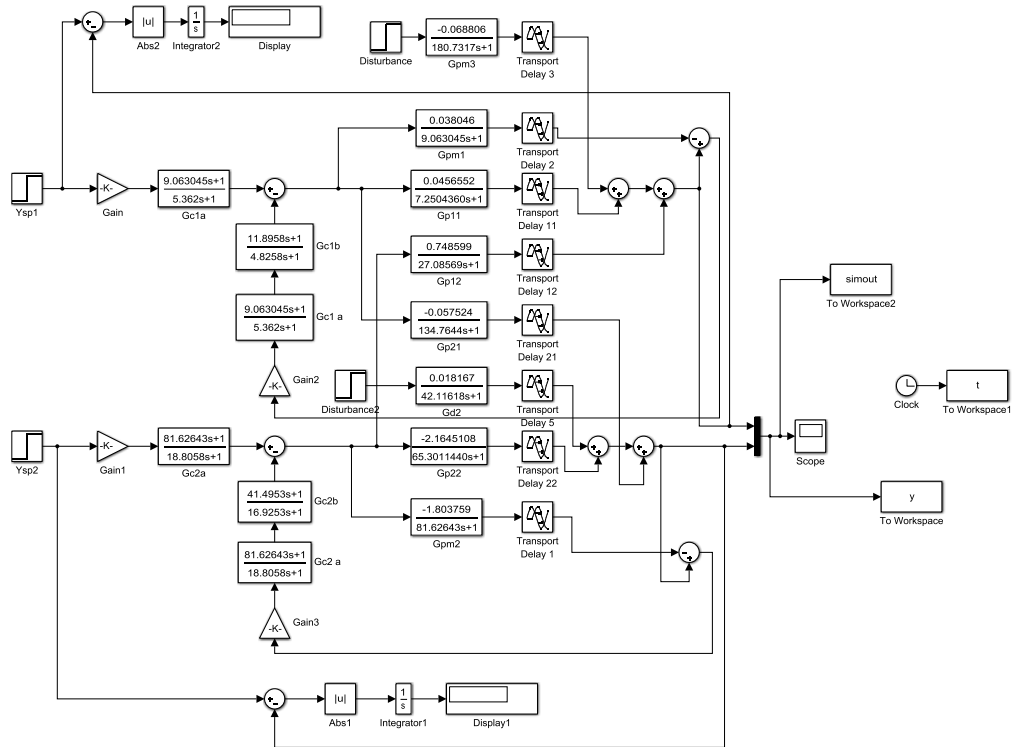 |u|
Abs2
1
s
Integrator2
Display
Disturbance
-0.068806
180.7317s+1
Gpm3
Transport
Delay 3
0.038046
9.063045s+1
Gpm1
Transport
Delay 2
Ysp1
-K-
Gain
9.063045s+1
5.362s+1
Gc1a
0.0456552
7.2504360s+1
Gp11
Transport
Delay 11
11.8958s+1
4.8258s+1
Gc1b
0.748599
27.08569s+1
Gp12
Transport
Delay 12
simout
To Workspace2
9.063045s+1
5.362s+1
Gc1 a
-0.057524
134.7644s+1
Gp21
Transport
Delay 21
-K-
Gain2
Disturbance2
0.018167
42.11618s+1
Gd2
Transport
Delay 5
Clock
t
To Workspace1
Ysp2
-K-
Gain1
81.62643s+1
18.8058s+1
Gc2a
-2.1645108
65.3011440s+1
Gp22
Transport
Delay 22
Scope
41.4953s+1
16.9253s+1
Gc2b
-1.803759
81.62643s+1
Gpm2
Transport
Delay 1
y
To Workspace
81.62643s+1
18.8058s+1
Gc2 a
-K-
Gain3
|u|
Abs1
1
s
Integrator1
Display1